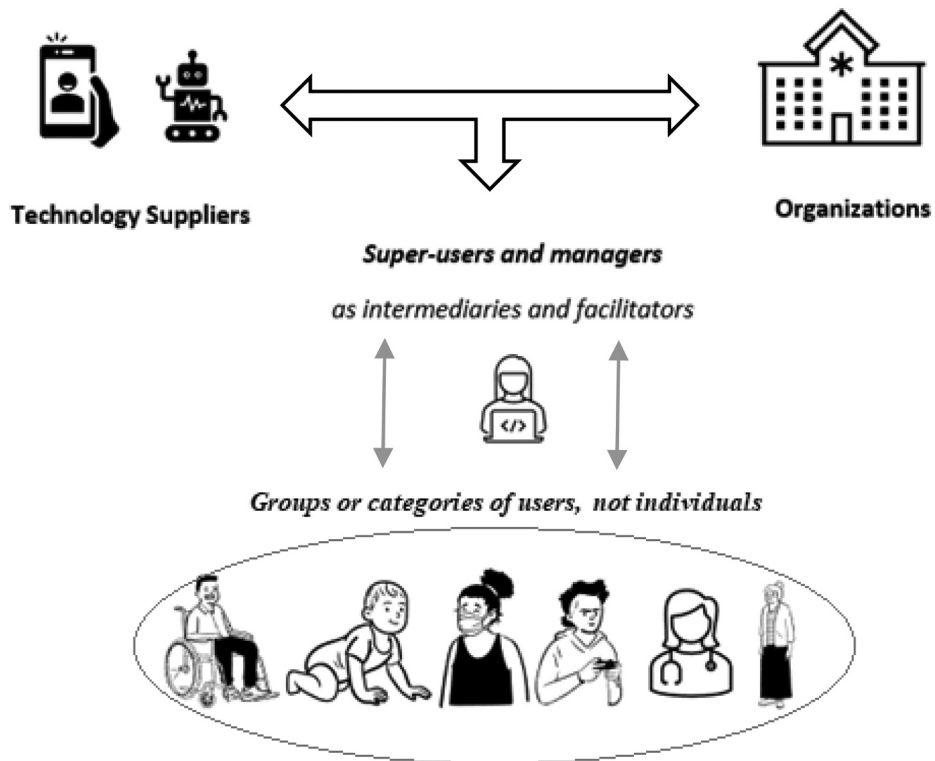 Technology Suppliers
Organizations
Super-users and managers
as intermediaries and facilitators
</>
Groups or categories of users, not individuals